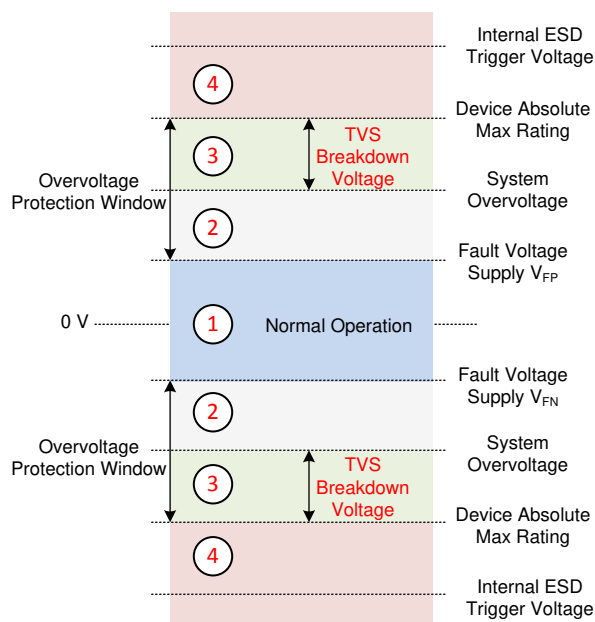 Internal ESD
Trigger Voltage
4
Device Absolute
Max Rating
TVS
Breakdown
Voltage
3
Overvoltage
Protection Window
System
Overvoltage
2
Fault Voltage
Supply VFP
0 V
1
Normal Operation
Fault Voltage
Supply VFN
2
System
Overvoltage
Overvoltage
Protection Window
TVS
Breakdown
Voltage
3
Device Absolute
Max Rating
4
Internal ESD
Trigger Voltage